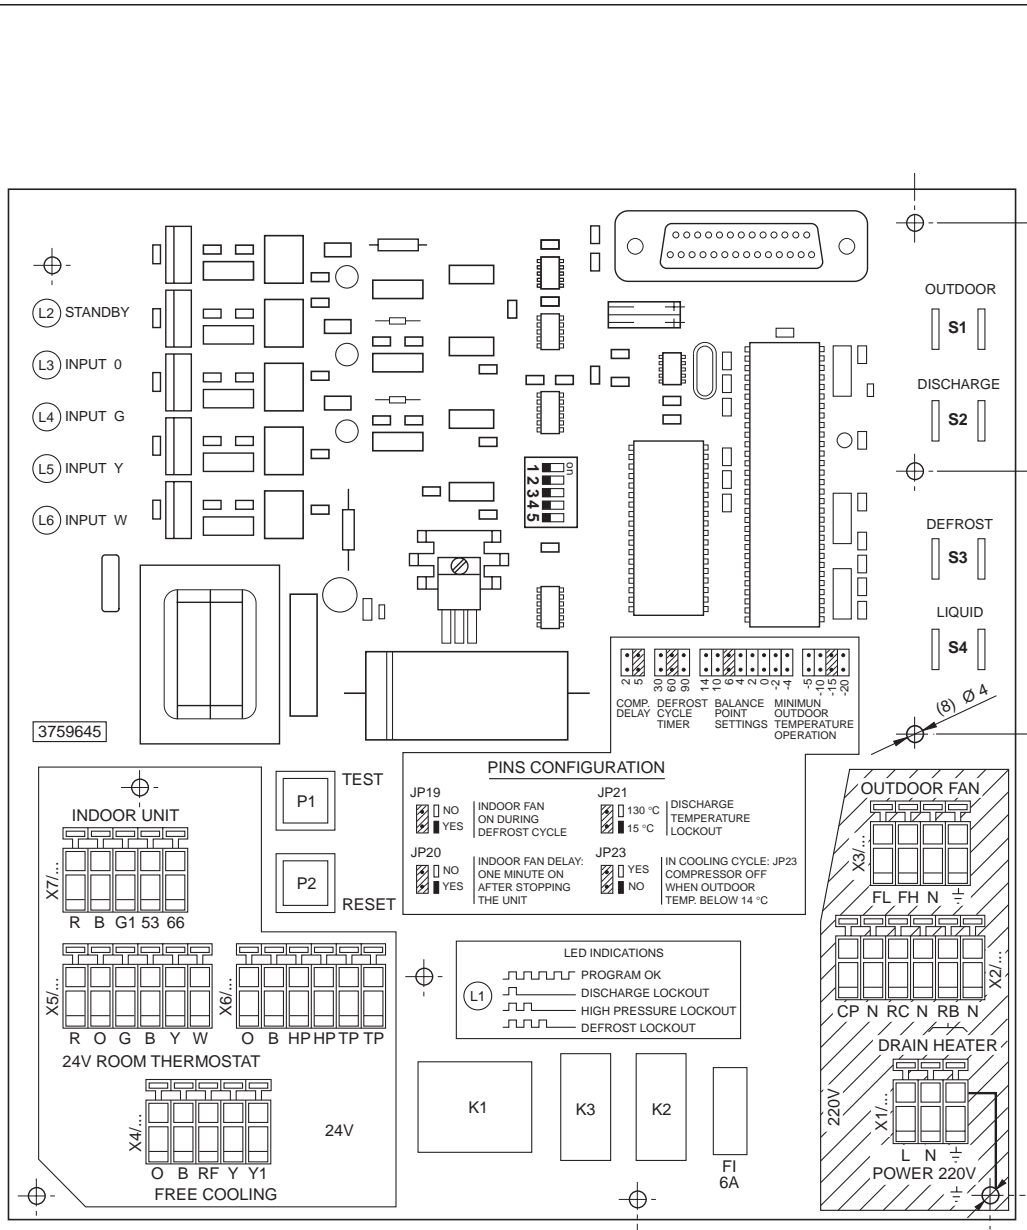 OUTDOOR
S1
DISCHARGE
S2
DEFROST
S3
LIQUID
S4
(8) Ø 4
L2 STANDBY
L3 INPUT 0
L4 INPUT G
L5 INPUT Y
L6 INPUT W
on
1
2
3
4
5
3759645
2 5
30 60 90
14 10 6 4 2 0 -2 -4
-5 -10 -15 -20
COMP. DELAY
DEFROST CYCLE TIMER
BALANCE POINT SETTINGS
MINIMUN OUTDOOR TEMPERATURE OPERATION
PINS CONFIGURATION
JP19
NO
YES
INDOOR FAN
ON DURING
DEFROST CYCLE
JP21
130 °C
15 °C
DISCHARGE
TEMPERATURE
LOCKOUT
JP20
NO
YES
INDOOR FAN DELAY:
ONE MINUTE ON
AFTER STOPPING
THE UNIT
JP23
YES
NO
IN COOLING CYCLE: JP23
COMPRESSOR OFF
WHEN OUTDOOR
TEMP. BELOW 14 °C
P1
TEST
P2
RESET
INDOOR UNIT
X7/...
R B G1 53 66
X5/...
R O G B Y W
X6/...
O B HP HP TP TP
24V ROOM THERMOSTAT
X4/...
O B RF Y Y1
FREE COOLING
24V
LED INDICATIONS
L1
PROGRAM OK
DISCHARGE LOCKOUT
HIGH PRESSURE LOCKOUT
DEFROST LOCKOUT
K1
K3
K2
FI
6A
OUTDOOR FAN
X3/...
FL FH N
X2/...
CP N RC N RB N
DRAIN HEATER
220V
X1/...
L N
POWER 220V